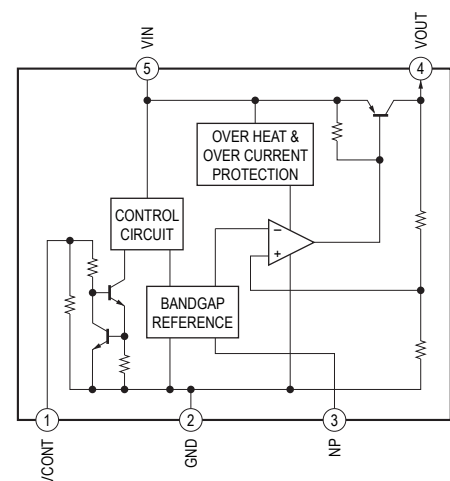 VIN
VOUT
5
4
OVER HEAT &
OVER CURRENT
PROTECTION
CONTROL
CIRCUIT
−
+
BANDGAP
REFERENCE
1
2
3
/CONT
GND
NP